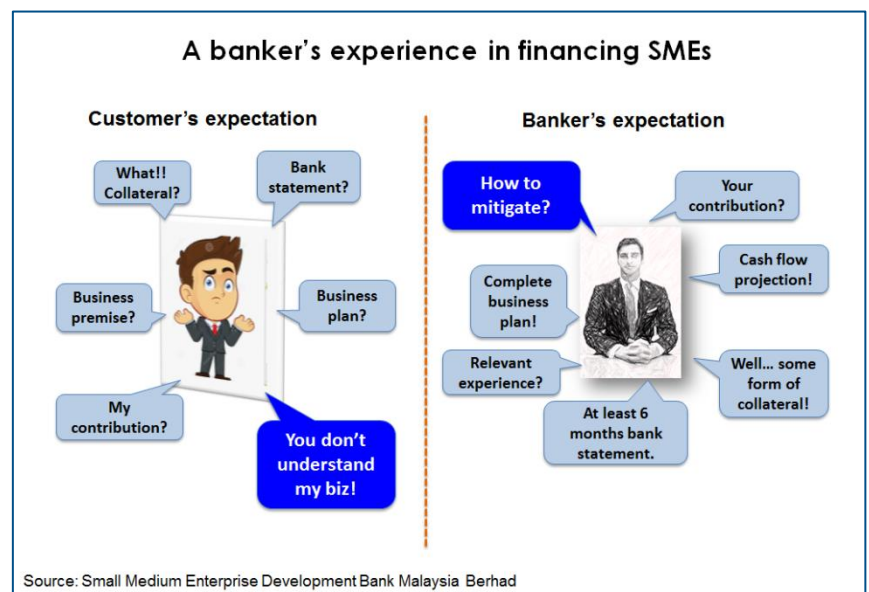 A banker's experience in financing SMEs
Customer's expectation
What!!
Collateral?
Bank
statement?
Business
premise?
Business
plan?
My
contribution?
You don't
understand
my biz!
Banker's expectation
How to
mitigate?
Your
contribution?
Complete
business
plan!
Cash flow
projection!
Relevant
experience?
Well... some
form of
collateral!
At least 6
months bank
statement.
Source: Small Medium Enterprise Development Bank Malaysia Berhad